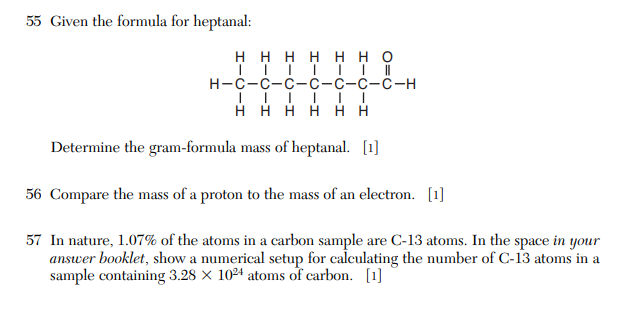 55 Given the formula for heptanal:
H H H H H H O
H–C–C–C–C–C–C–C–H
H H H H H H
Determine the gram-formula mass of heptanal. [1]
56 Compare the mass of a proton to the mass of an electron. [1]
57 In nature, 1.07% of the atoms in a carbon sample are C-13 atoms. In the space in your
answer booklet, show a numerical setup for calculating the number of C-13 atoms in a
sample containing 3.28 × 10²⁴ atoms of carbon. [1]